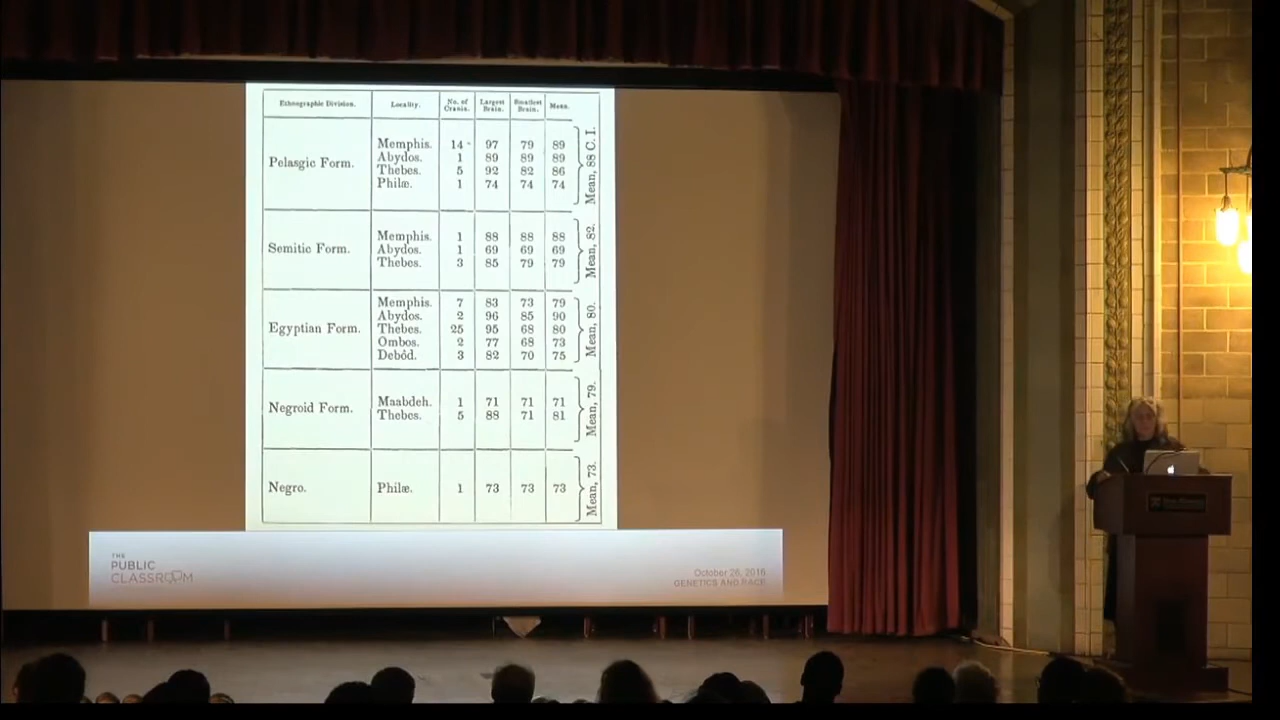 Ethnographic Division. Locality. No. of Crania. Largest Brain. Smallest Brain. Mean.
Pelasgic Form. Memphis. 14 97 79 89
Abydos. 1 89 89 89
Thebes. 5 92 82 86
Philæ. 1 74 74 74
Mean, 88 C. I.
Semitic Form. Memphis. 1 88 88 88
Abydos. 1 69 69 69
Thebes. 3 85 79 79
Mean, 82.
Egyptian Form. Memphis. 7 83 73 79
Abydos. 2 96 85 90
Thebes. 25 95 68 80
Ombos. 2 77 68 73
Debôd. 3 82 70 75
Mean, 80.
Negroid Form. Maabdeh. 1 71 71 71
Thebes. 5 88 71 81
Mean, 79.
Negro. Philæ. 1 73 73 73
Mean, 73.
THE
PUBLIC
CLASSROOM
October 26, 2016
GENETICS AND RACE